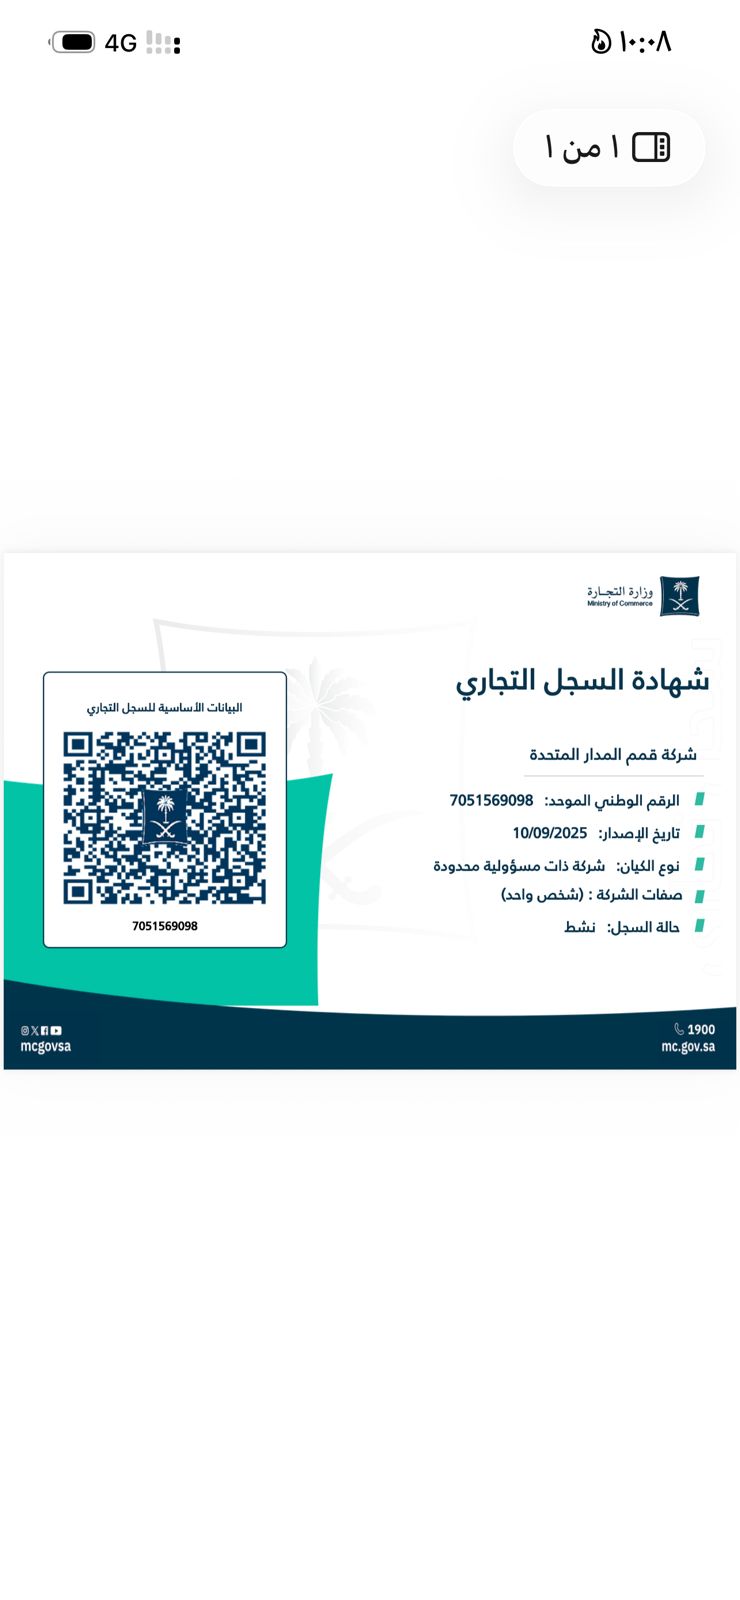 ١٠:٠٨
4G
١ من ١
وزارة التجارة
Ministry of Commerce
شهادة السجل التجاري
شركة قمم المدار المتحدة
الرقم الوطني الموحد: 7051569098
تاريخ الإصدار: 10/09/2025
نوع الكيان: شركة ذات مسؤولية محدودة
صفات الشركة : (شخص واحد)
حالة السجل: نشط
البيانات الأساسية للسجل التجاري
7051569098
1900
mc.gov.sa
mcgovsa